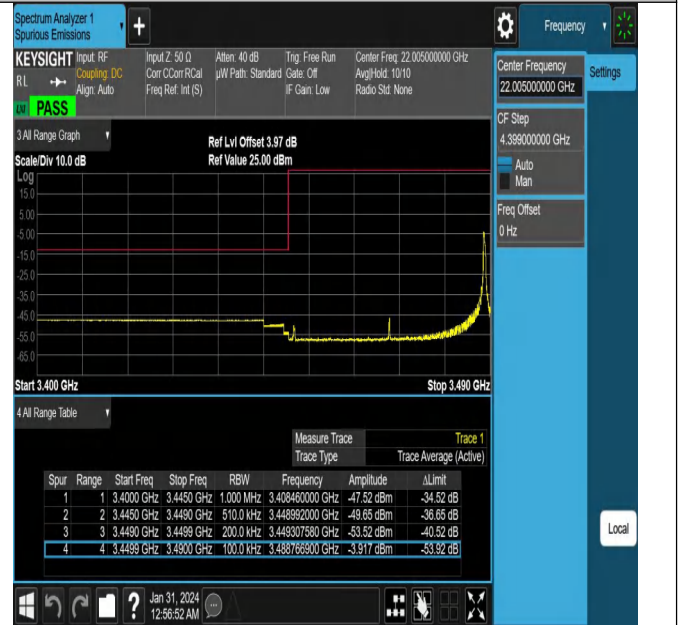 Spectrum Analyzer 1
Spurious Emissions
+
Frequency
KEYSIGHT Input: RF Input Z: 50 Ω Atten: 40 dB Trig: Free Run Center Freq: 22.005000000 GHz
RL Coupling: DC Corr CCorr RCal µW Path: Standard Gate: Off Avg|Hold: 10/10
Align: Auto Freq Ref: Int (S) IF Gain: Low Radio Std: None
LXI PASS
Center Frequency
22.005000000 GHz
Settings
CF Step
4.399000000 GHz
Auto
Man
Freq Offset
0 Hz
3 All Range Graph
Ref Lvl Offset 3.97 dB
Scale/Div 10.0 dB Ref Value 25.00 dBm
Log
15.0
5.00
-5.00
-15.0
-25.0
-35.0
-45.0
-55.0
-65.0
Start 3.400 GHz Stop 3.490 GHz
4 All Range Table
Measure Trace Trace 1
Trace Type Trace Average (Active)
Spur Range Start Freq Stop Freq RBW Frequency Amplitude ΔLimit
1 1 3.4000 GHz 3.4450 GHz 1.000 MHz 3.408460000 GHz -47.52 dBm -34.52 dB
2 2 3.4450 GHz 3.4490 GHz 510.0 kHz 3.448992000 GHz -49.65 dBm -36.65 dB
3 3 3.4490 GHz 3.4499 GHz 200.0 kHz 3.449307580 GHz -53.52 dBm -40.52 dB
4 4 3.4499 GHz 3.4900 GHz 100.0 kHz 3.488766900 GHz -3.917 dBm -53.92 dB
Local
? Jan 31, 2024
12:56:52 AM